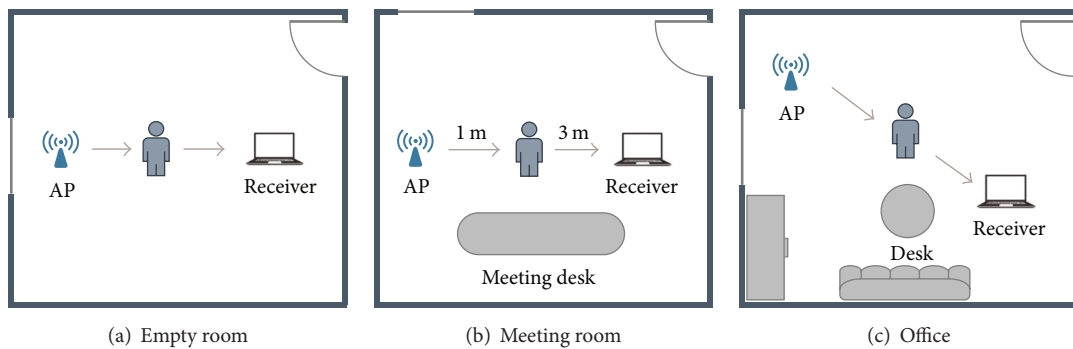 AP
Receiver
(a) Empty room
1 m
3 m
AP
Receiver
Meeting desk
(b) Meeting room
AP
Receiver
Desk
(c) Office